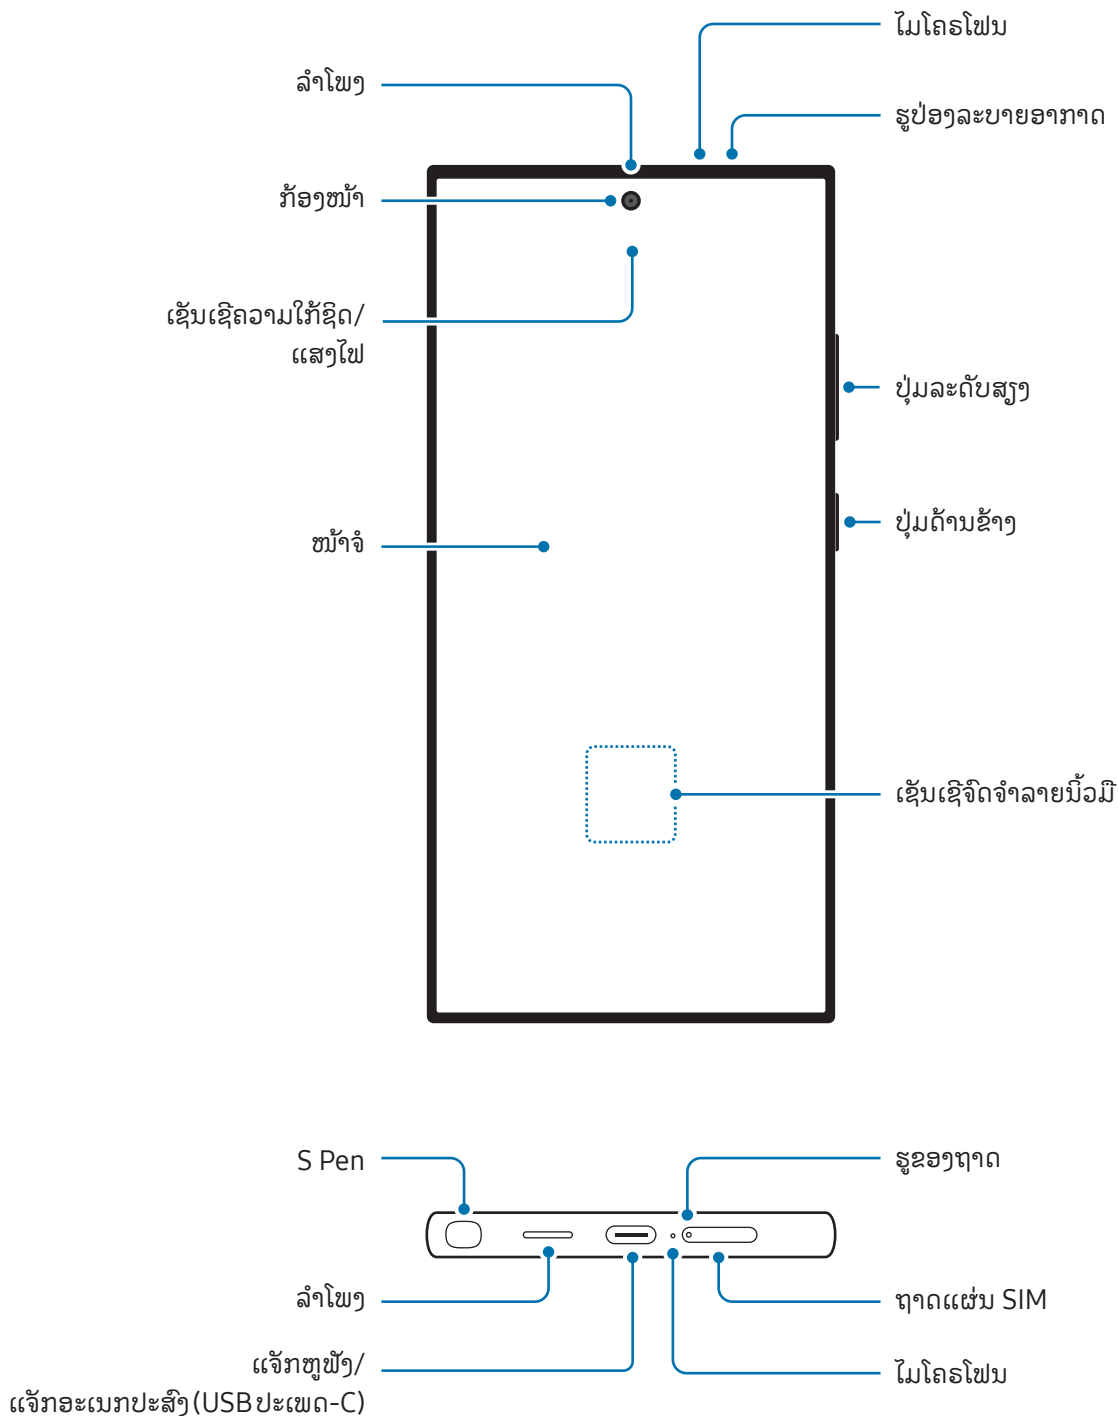 ໄມໂຄຣໂຟນ
ລຳໂພງ
ຮູປ່ອງລະບາຍອາກາດ
ກ້ອງໜ້າ
ເຊັນເຊີຄວາມໃກ້ຊິດ/
ແສງໄຟ
ປຸ່ມລະດັບສຽງ
ປຸ່ມດ້ານຂ້າງ
ໜ້າຈໍ
ເຊັນເຊີຈົດຈຳລາຍນິ້ວມື
S Pen
ຮູຂອງຖາດ
ລຳໂພງ
ຖາດແຜ່ນ SIM
ແຈັກຫູຟັງ/
ແຈັກອະເນກປະສົງ (USB ປະເພດ-C)
ໄມໂຄຣໂຟນ